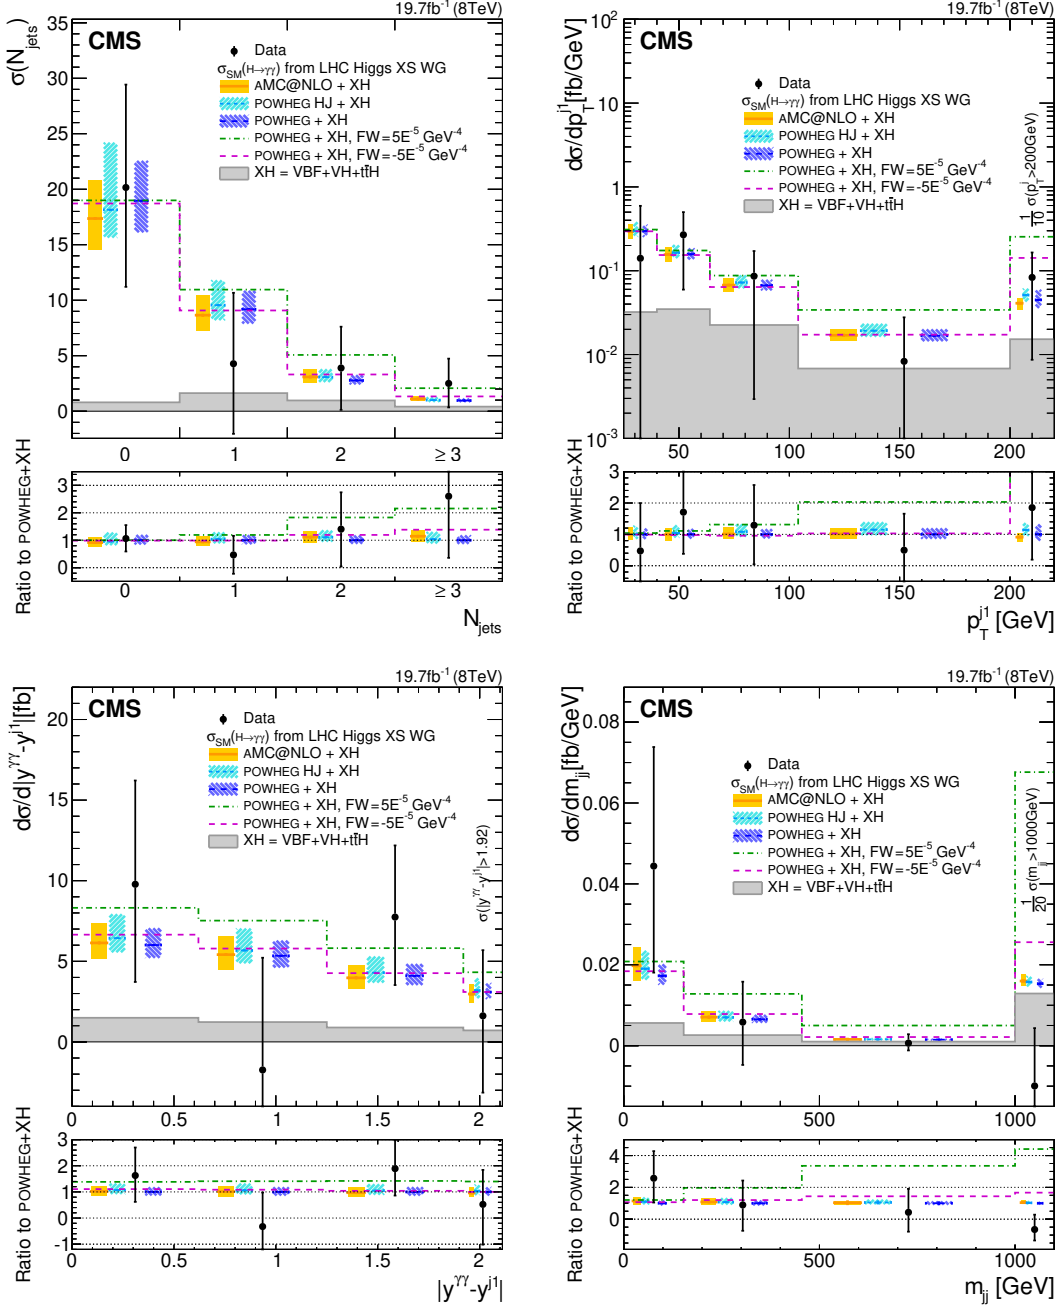 19.7fb⁻¹ (8TeV)
CMS
σ(N_jets)
35
30
25
20
15
10
5
0
Data
σ_SM(H→γγ) from LHC Higgs XS WG
AMC@NLO + XH
POWHEG HJ + XH
POWHEG + XH
POWHEG + XH, FW=5E⁻⁵ GeV⁻⁴
POWHEG + XH, FW=-5E⁻⁵ GeV⁻⁴
XH = VBF+VH+tt̄H
0 1 2 ≥ 3
Ratio to POWHEG+XH
3
2
1
0
0 1 2 ≥ 3
N_jets
19.7fb⁻¹ (8TeV)
CMS
dσ/dp_T^j1[fb/GeV]
10²
10
1
10⁻¹
10⁻²
10⁻³
Data
σ_SM(H→γγ) from LHC Higgs XS WG
AMC@NLO + XH
POWHEG HJ + XH
POWHEG + XH
POWHEG + XH, FW=5E⁻⁵ GeV⁻⁴
POWHEG + XH, FW=-5E⁻⁵ GeV⁻⁴
XH = VBF+VH+tt̄H
1/10 σ(p_T^j1>200GeV)
50 100 150 200
Ratio to POWHEG+XH
3
2
1
0
50 100 150 200
p_T^j1 [GeV]
19.7fb⁻¹ (8TeV)
CMS
dσ/d|y^γγ-y^j1|[fb]
20
15
10
5
0
Data
σ_SM(H→γγ) from LHC Higgs XS WG
AMC@NLO + XH
POWHEG HJ + XH
POWHEG + XH
POWHEG + XH, FW=5E⁻⁵ GeV⁻⁴
POWHEG + XH, FW=-5E⁻⁵ GeV⁻⁴
XH = VBF+VH+tt̄H
σ(|y^γγ-y^j1|>1.92)
0 0.5 1 1.5 2
Ratio to POWHEG+XH
3
2
1
0
-1
0 0.5 1 1.5 2
|y^γγ-y^j1|
19.7fb⁻¹ (8TeV)
CMS
dσ/dm_jj[fb/GeV]
0.08
0.06
0.04
0.02
0
Data
σ_SM(H→γγ) from LHC Higgs XS WG
AMC@NLO + XH
POWHEG HJ + XH
POWHEG + XH
POWHEG + XH, FW=5E⁻⁵ GeV⁻⁴
POWHEG + XH, FW=-5E⁻⁵ GeV⁻⁴
XH = VBF+VH+tt̄H
1/20 σ(m_jj>1000GeV)
0 500 1000
Ratio to POWHEG+XH
4
2
0
0 500 1000
m_jj [GeV]